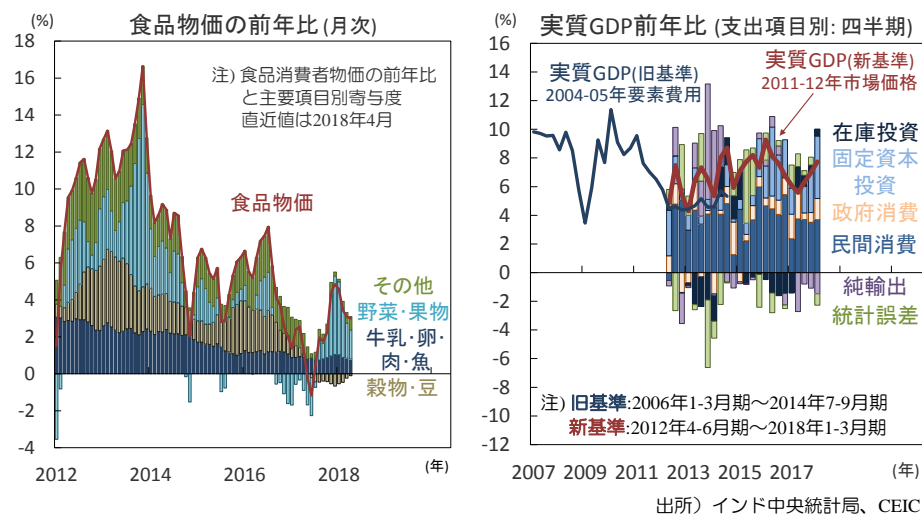 食品物価の前年比(月次)
(%)
18
16
14
12
10
8
6
4
2
0
-2
-4
注) 食品消費者物価の前年比
と主要項目別寄与度
直近値は2018年4月
食品物価
その他
野菜・果物
牛乳・卵・
肉・魚
穀物・豆
2012 2014 2016 2018
(年)
実質GDP前年比(支出項目別: 四半期)
(%)
16
14
12
10
8
6
4
2
0
-2
-4
-6
-8
-10
-12
実質GDP(旧基準)
2004-05年要素費用
実質GDP(新基準)
2011-12年市場価格
在庫投資
固定資本
投資
政府消費
民間消費
純輸出
統計誤差
注) 旧基準:2006年1-3月期～2014年7-9月期
新基準:2012年4-6月期～2018年1-3月期
2007 2009 2011 2013 2015 2017
(年)
出所）インド中央統計局、CEIC